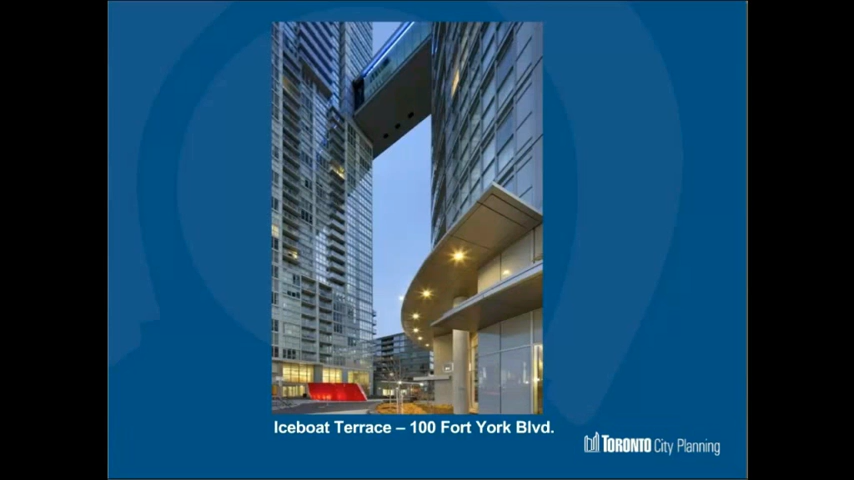 Iceboat Terrace – 100 Fort York Blvd.
TORONTO City Planning